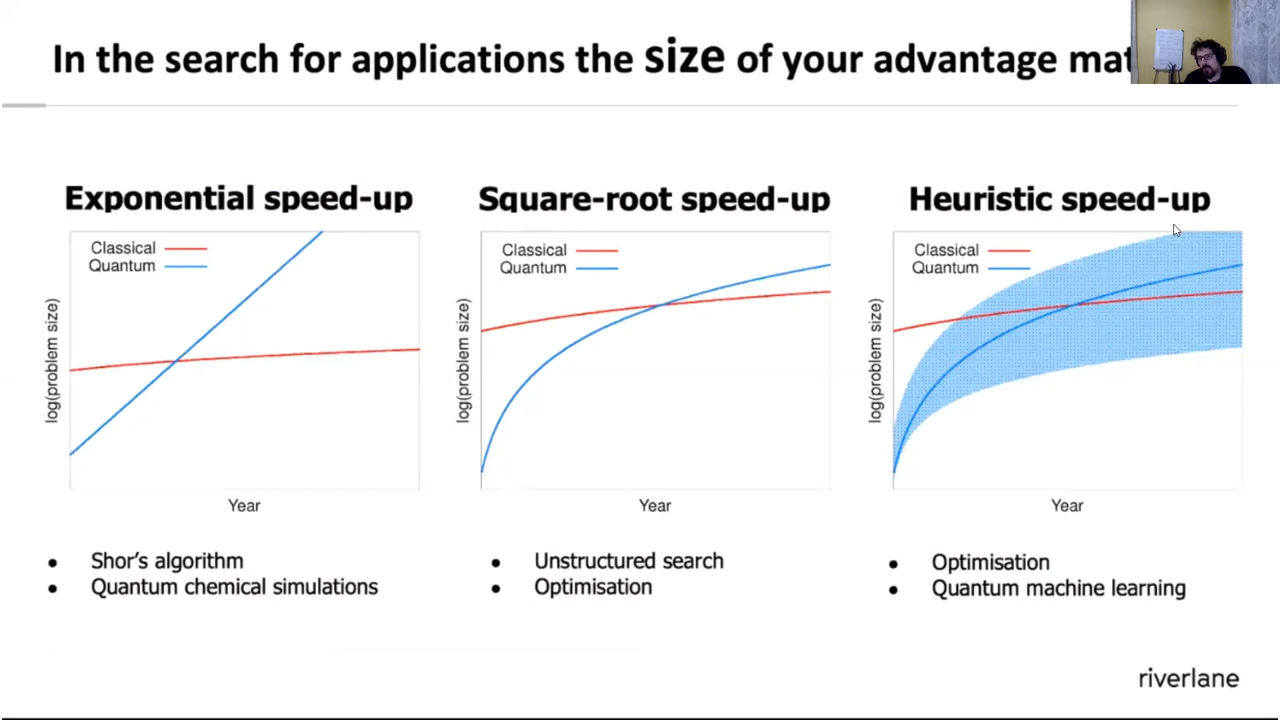 In the search for applications the size of your advantage mat
Exponential speed-up
Classical
Quantum
log(problem size)
Year
Shor's algorithm
Quantum chemical simulations
Square-root speed-up
Classical
Quantum
log(problem size)
Year
Unstructured search
Optimisation
Heuristic speed-up
Classical
Quantum
log(problem size)
Year
Optimisation
Quantum machine learning
riverlane